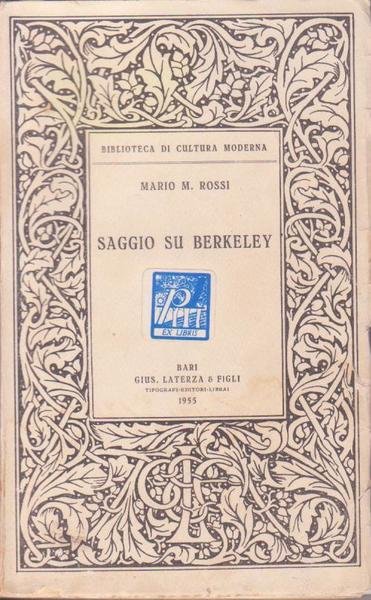 BIBLIOTECA DI CULTURA MODERNA
MARIO M. ROSSI
SAGGIO SU BERKELEY
EX LIBRIS
BARI
GIUS. LATERZA & FIGLI
TIPOGRAFI-EDITORI-LIBRAI
1955